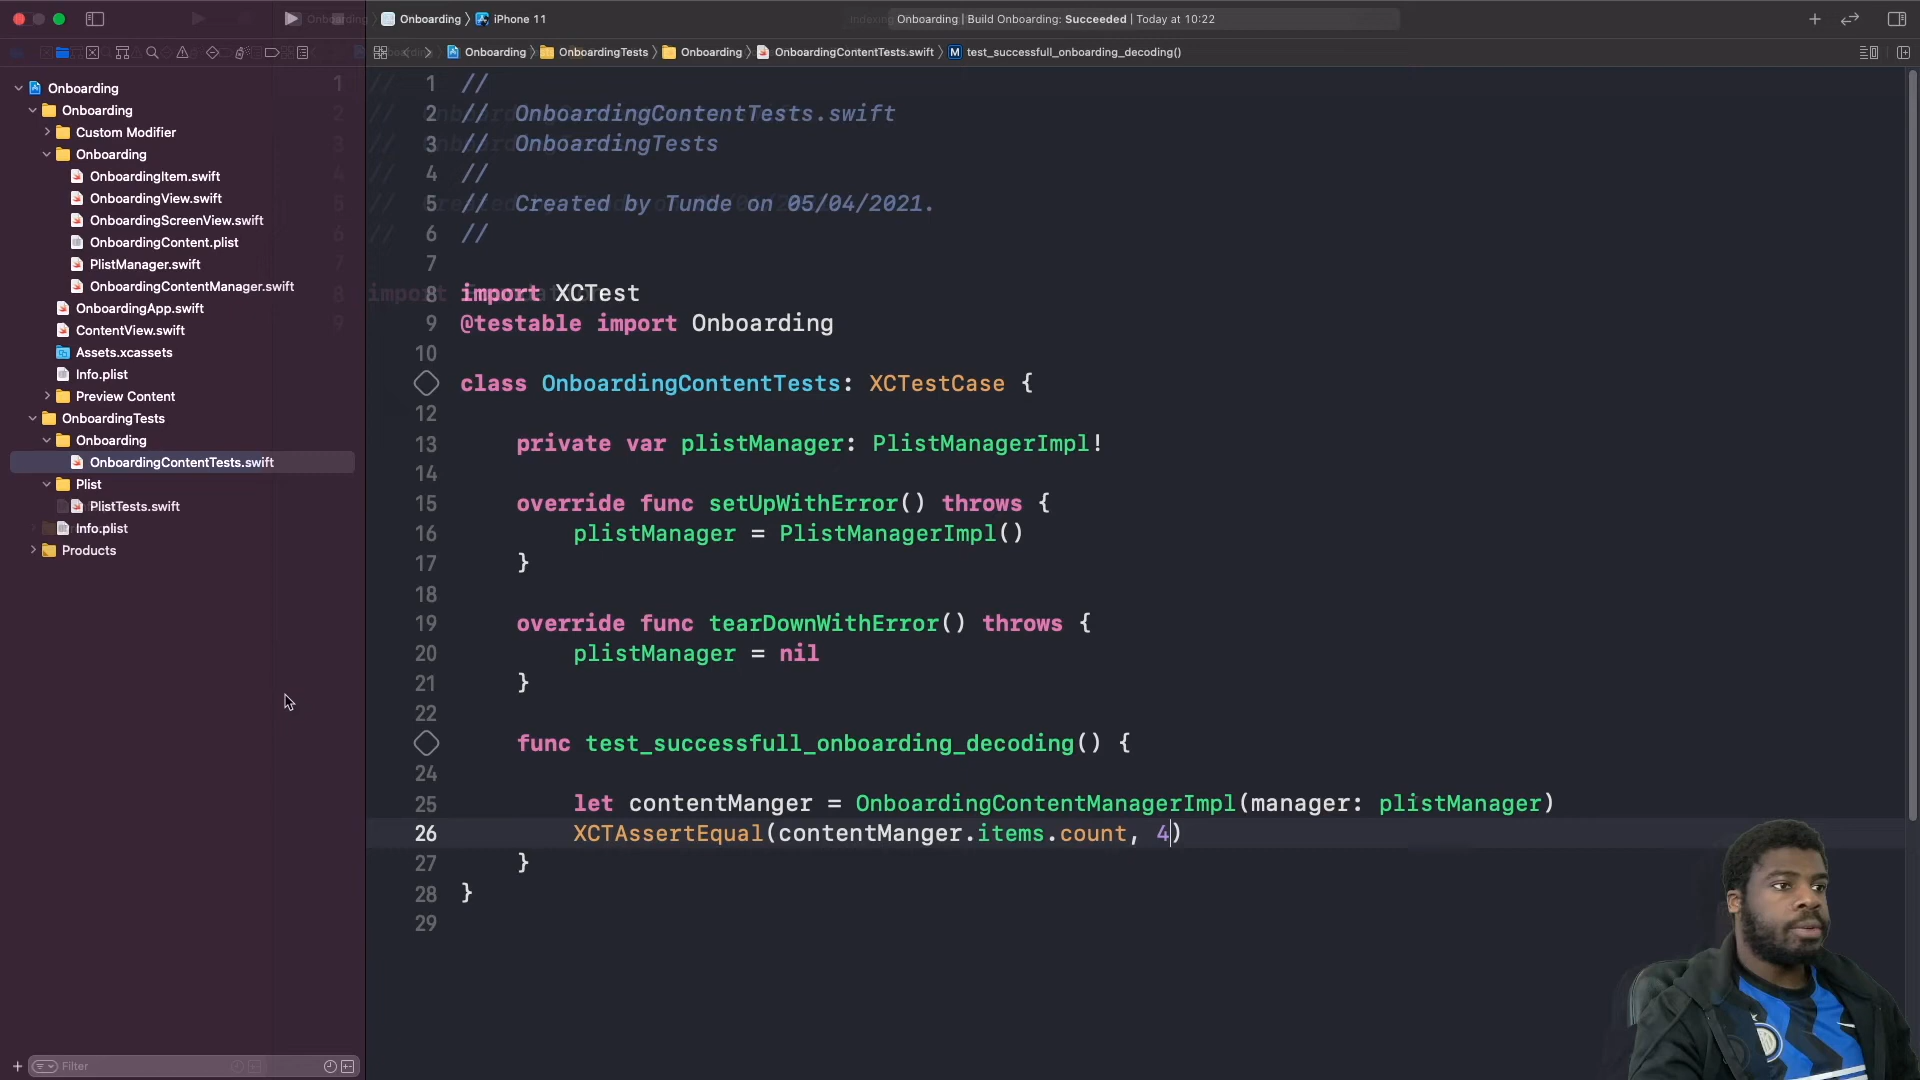 Onboarding 〉 iPhone 11
Onboarding | Build Onboarding: Succeeded | Today at 10:22
Onboarding 〉 OnboardingTests 〉 Onboarding 〉 OnboardingContentTests.swift 〉 M test_successfull_onboarding_decoding()
Onboarding
Onboarding
Custom Modifier
Onboarding
OnboardingItem.swift
OnboardingView.swift
OnboardingScreenView.swift
OnboardingContent.plist
PlistManager.swift
OnboardingContentManager.swift
OnboardingApp.swift
ContentView.swift
Assets.xcassets
Info.plist
Preview Content
OnboardingTests
Onboarding
OnboardingContentTests.swift
Plist
PlistTests.swift
Info.plist
Products
Filter
1 //
2 // OnboardingContentTests.swift
3 // OnboardingTests
4 //
5 // Created by Tunde on 05/04/2021.
6 //
7
8 import XCTest
9 @testable import Onboarding
10
class OnboardingContentTests: XCTestCase {
12
13 private var plistManager: PlistManagerImpl!
14
15 override func setUpWithError() throws {
16 plistManager = PlistManagerImpl()
17 }
18
19 override func tearDownWithError() throws {
20 plistManager = nil
21 }
22
func test_successfull_onboarding_decoding() {
24
25 let contentManger = OnboardingContentManagerImpl(manager: plistManager)
26 XCTAssertEqual(contentManger.items.count, 4)
27 }
28 }
29